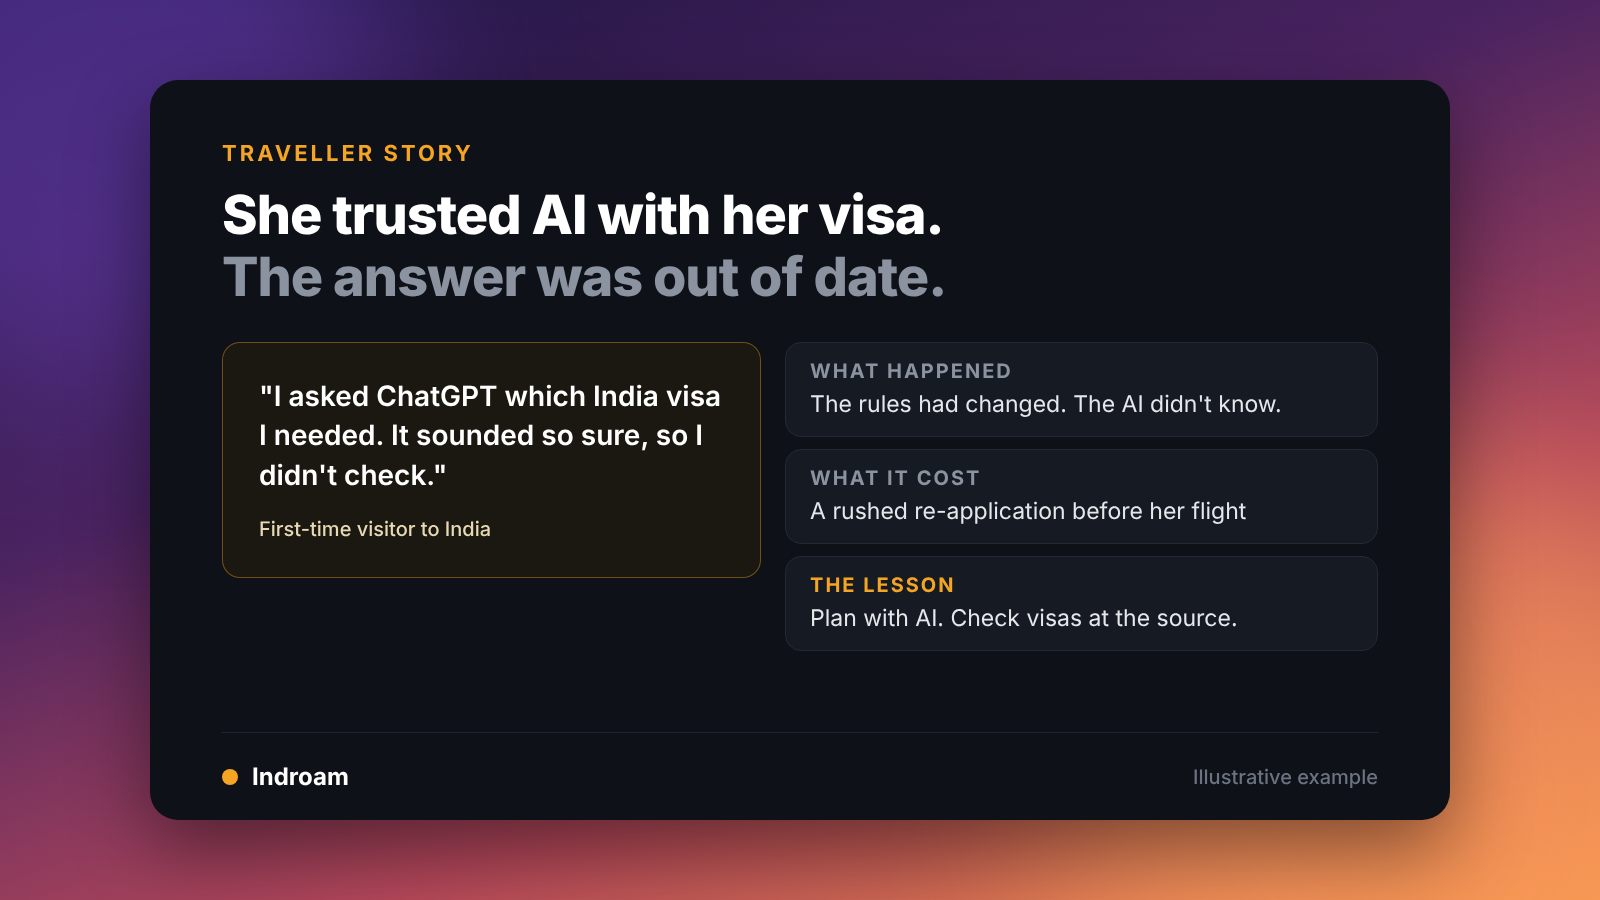 TRAVELLER STORY
She trusted AI with her visa.
The answer was out of date.
"I asked ChatGPT which India visa
I needed. It sounded so sure, so I
didn't check."
First-time visitor to India
WHAT HAPPENED
The rules had changed. The AI didn't know.
WHAT IT COST
A rushed re-application before her flight
THE LESSON
Plan with AI. Check visas at the source.
Indroam
Illustrative example